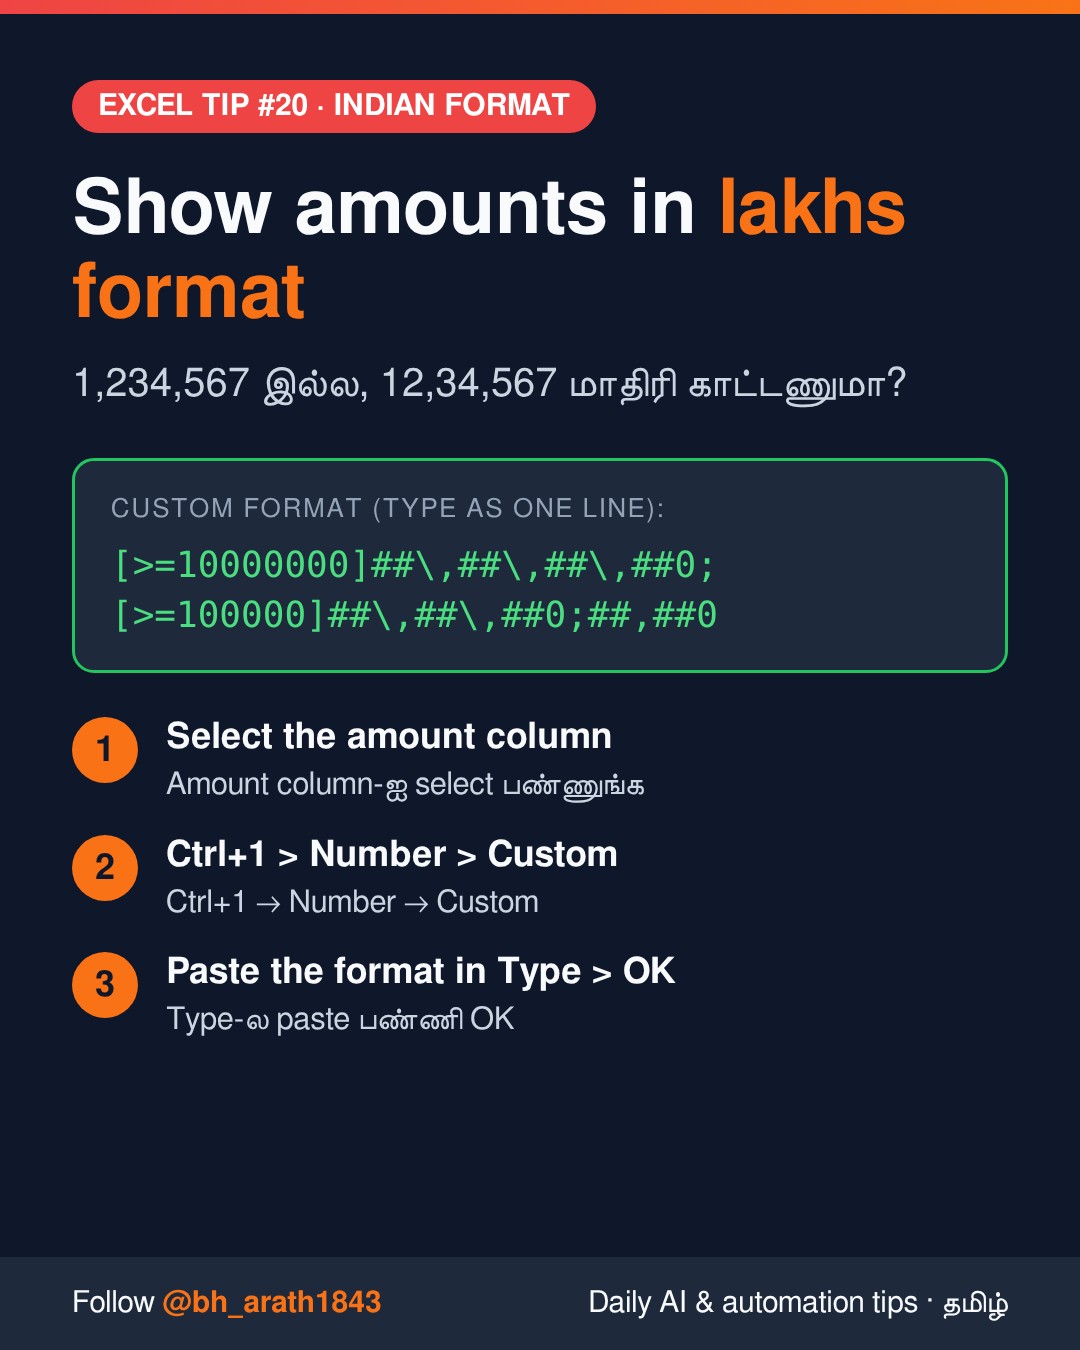 EXCEL TIP #20 · INDIAN FORMAT
Show amounts in lakhs
format
1,234,567 இல்ல, 12,34,567 மாதிரி காட்டணுமா?
CUSTOM FORMAT (TYPE AS ONE LINE):
[>=10000000]##\,##\,##\,##0;
[>=100000]##\,##\,##0;##,##0
1 Select the amount column
Amount column-ஐ select பண்ணுங்க
2 Ctrl+1 > Number > Custom
Ctrl+1 → Number → Custom
3 Paste the format in Type > OK
Type-ல paste பண்ணி OK
Follow @bh_arath1843 Daily AI & automation tips · தமிழ்